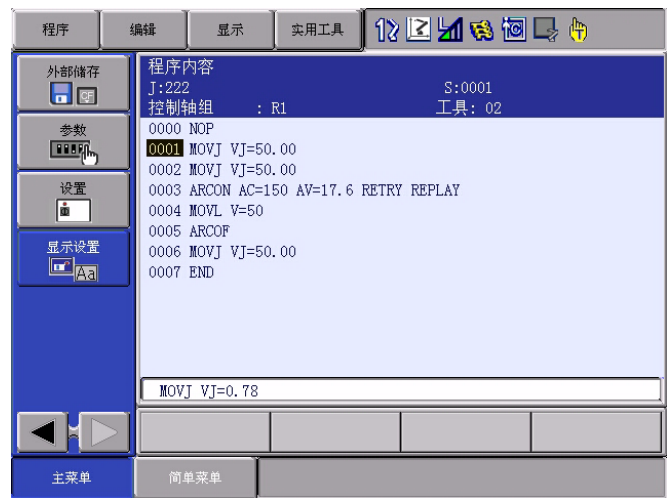 程序 编辑 显示 实用工具
外部储存
CF
参数
设置
显示设置
Aa
程序内容
J:222 S:0001
控制轴组 : R1 工具: 02
0000 NOP
0001 MOVJ VJ=50.00
0002 MOVJ VJ=50.00
0003 ARCON AC=150 AV=17.6 RETRY REPLAY
0004 MOVL V=50
0005 ARCOF
0006 MOVJ VJ=50.00
0007 END
MOVJ VJ=0.78
主菜单 简单菜单